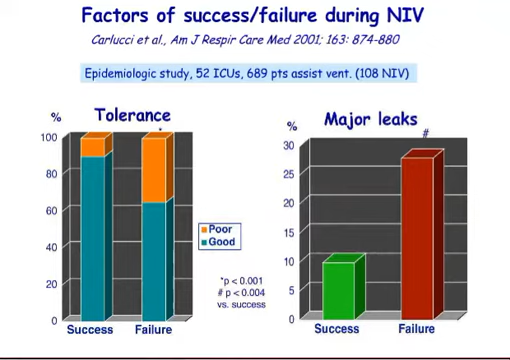 Factors of success/failure during NIV
Carlucci et al., Am J Respir Care Med 2001; 163: 874-880
Epidemiologic study, 52 ICUs, 689 pts assist vent. (108 NIV)
Tolerance
%
100
80
60
40
20
0
*
Success
Failure
Poor
Good
*p < 0.001
# p < 0.004
vs. success
Major leaks
%
30
25
20
15
10
5
0
#
Success
Failure